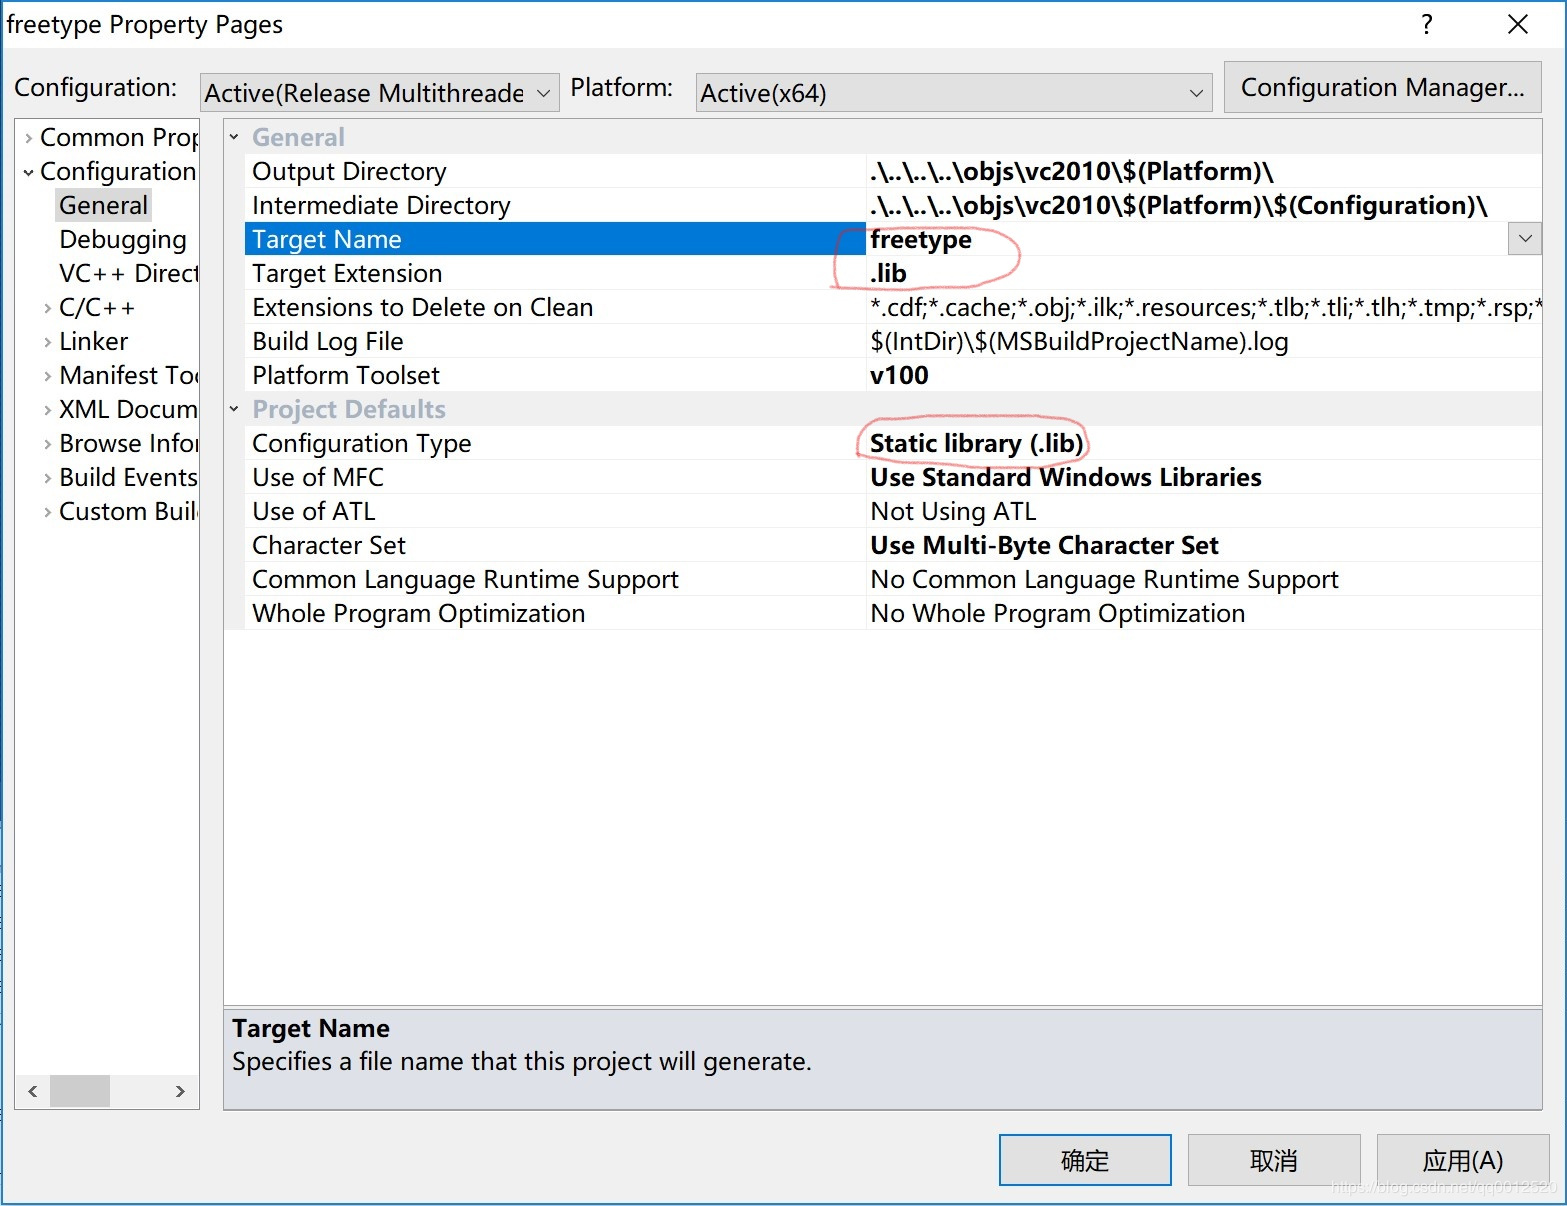 freetype Property Pages
?
Configuration:
Active(Release Multithreade
Platform:
Active(x64)
Configuration Manager...
Common Prop
Configuration
General
Debugging
VC++ Direct
C/C++
Linker
Manifest Too
XML Docum
Browse Infor
Build Events
Custom Buil
General
Output Directory .\..\..\..\objs\vc2010\$(Platform)\
Intermediate Directory .\..\..\..\objs\vc2010\$(Platform)\$(Configuration)\
Target Name freetype
Target Extension .lib
Extensions to Delete on Clean *.cdf;*.cache;*.obj;*.ilk;*.resources;*.tlb;*.tli;*.tlh;*.tmp;*.rsp;*
Build Log File $(IntDir)\$(MSBuildProjectName).log
Platform Toolset v100
Project Defaults
Configuration Type Static library (.lib)
Use of MFC Use Standard Windows Libraries
Use of ATL Not Using ATL
Character Set Use Multi-Byte Character Set
Common Language Runtime Support No Common Language Runtime Support
Whole Program Optimization No Whole Program Optimization
Target Name
Specifies a file name that this project will generate.
确定
取消
应用(A)
https://blog.csdn.net/qq0012520